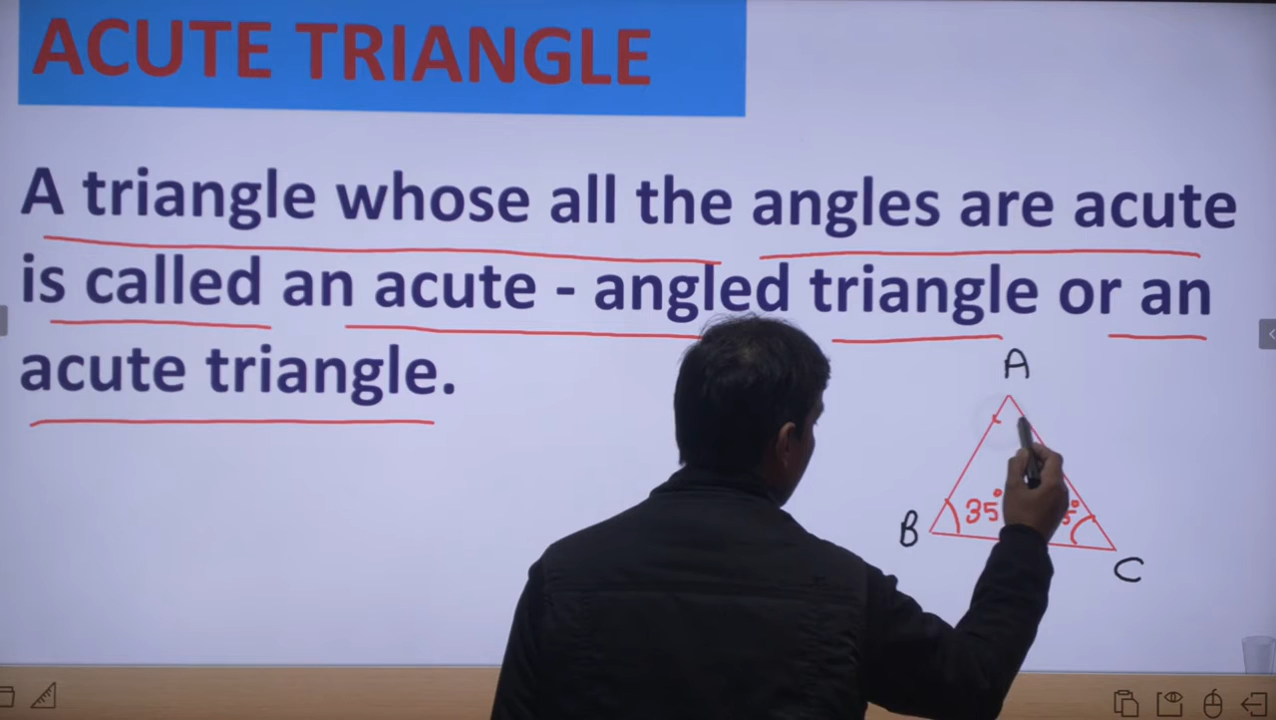 ACUTE TRIANGLE
A triangle whose all the angles are acute
is called an acute - angled triangle or an
acute triangle.
A
B 35°
C